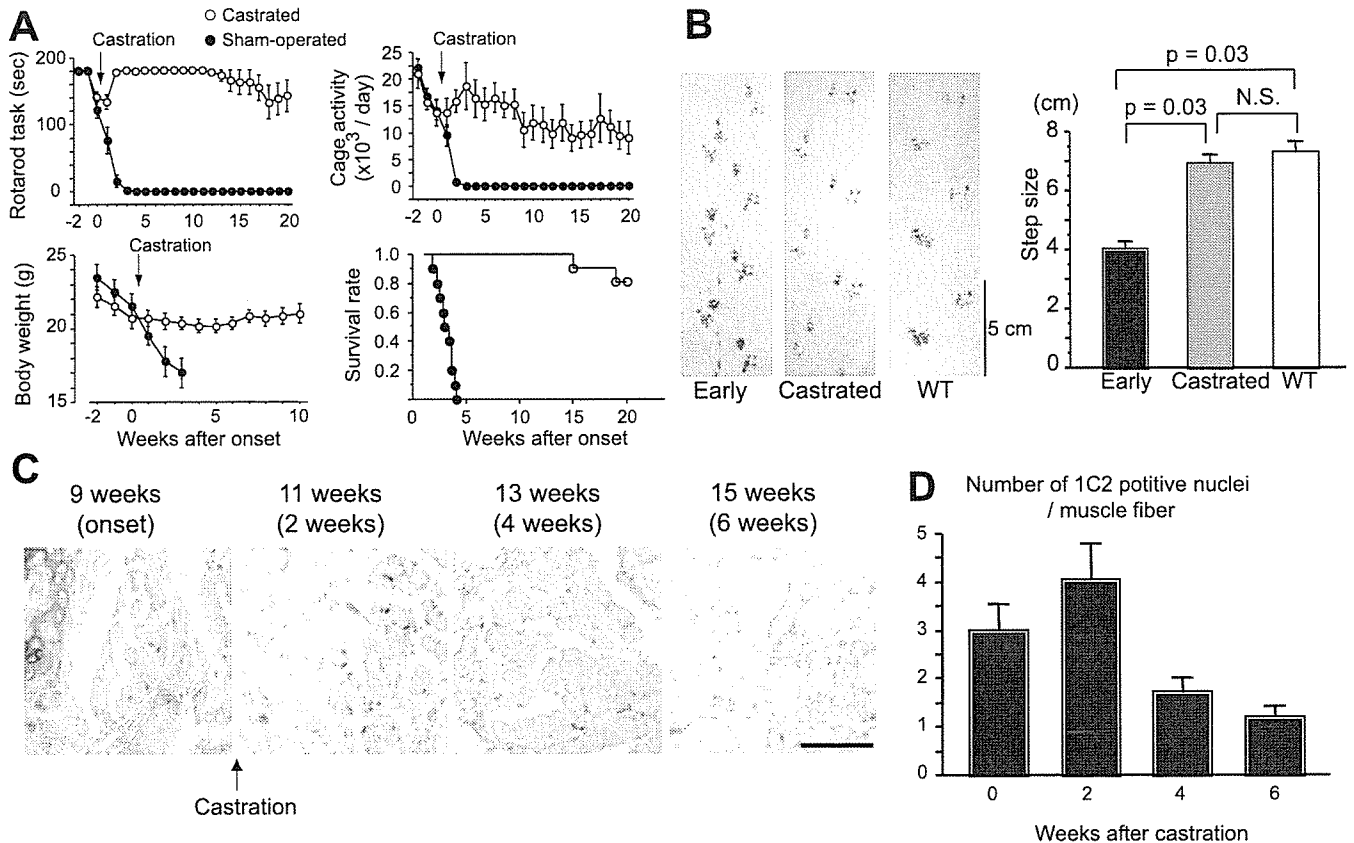 A
○ Castrated
● Sham-operated
Castration
Rotarod task (sec)
200
100
0
-2 0 5 10 15 20
Castration
Cage activity
(x10³ / day)
25
20
15
10
5
0
-2 0 5 10 15 20
Castration
Body weight (g)
25
20
15
-2 0 5 10
Weeks after onset
Survival rate
1.0
0.8
0.6
0.4
0.2
0 5 10 15 20
Weeks after onset
B
Early
Castrated
WT
5 cm
p = 0.03
p = 0.03
N.S.
(cm)
Step size
8
6
4
2
0
Early Castrated WT
C
9 weeks
(onset)
11 weeks
(2 weeks)
13 weeks
(4 weeks)
15 weeks
(6 weeks)
Castration
D
Number of 1C2 potitive nuclei
/ muscle fiber
5
4
3
2
1
0
0 2 4 6
Weeks after castration